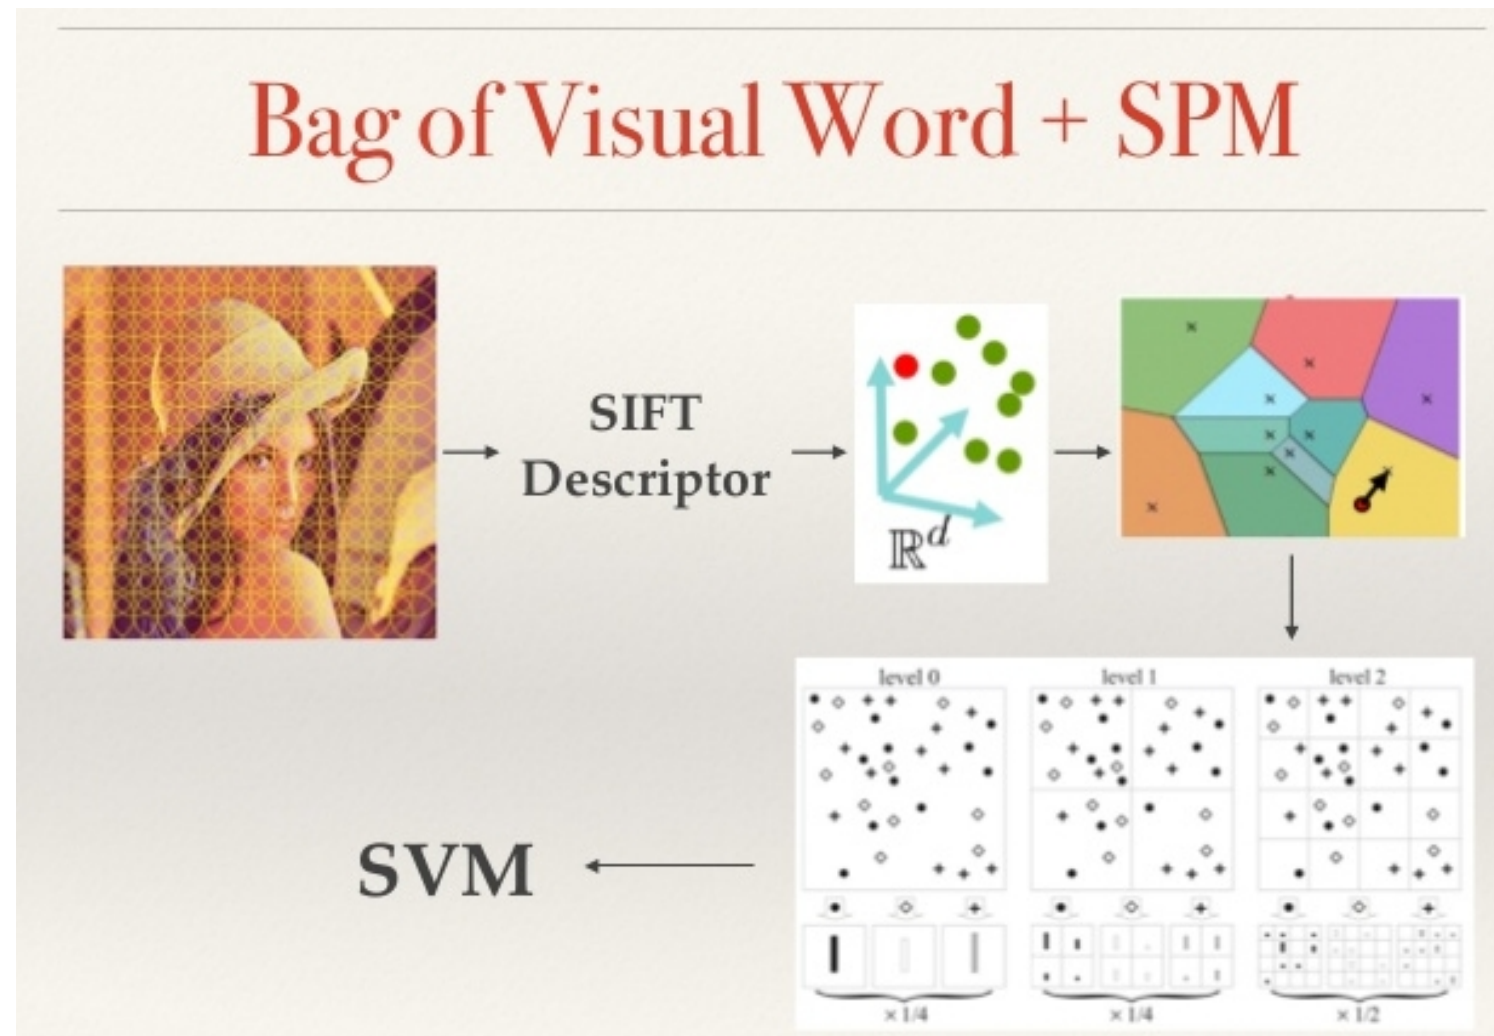 Bag of Visual Word + SPM
SIFT
Descriptor
ℝᵈ
level 0
level 1
level 2
× 1/4
× 1/4
× 1/2
SVM